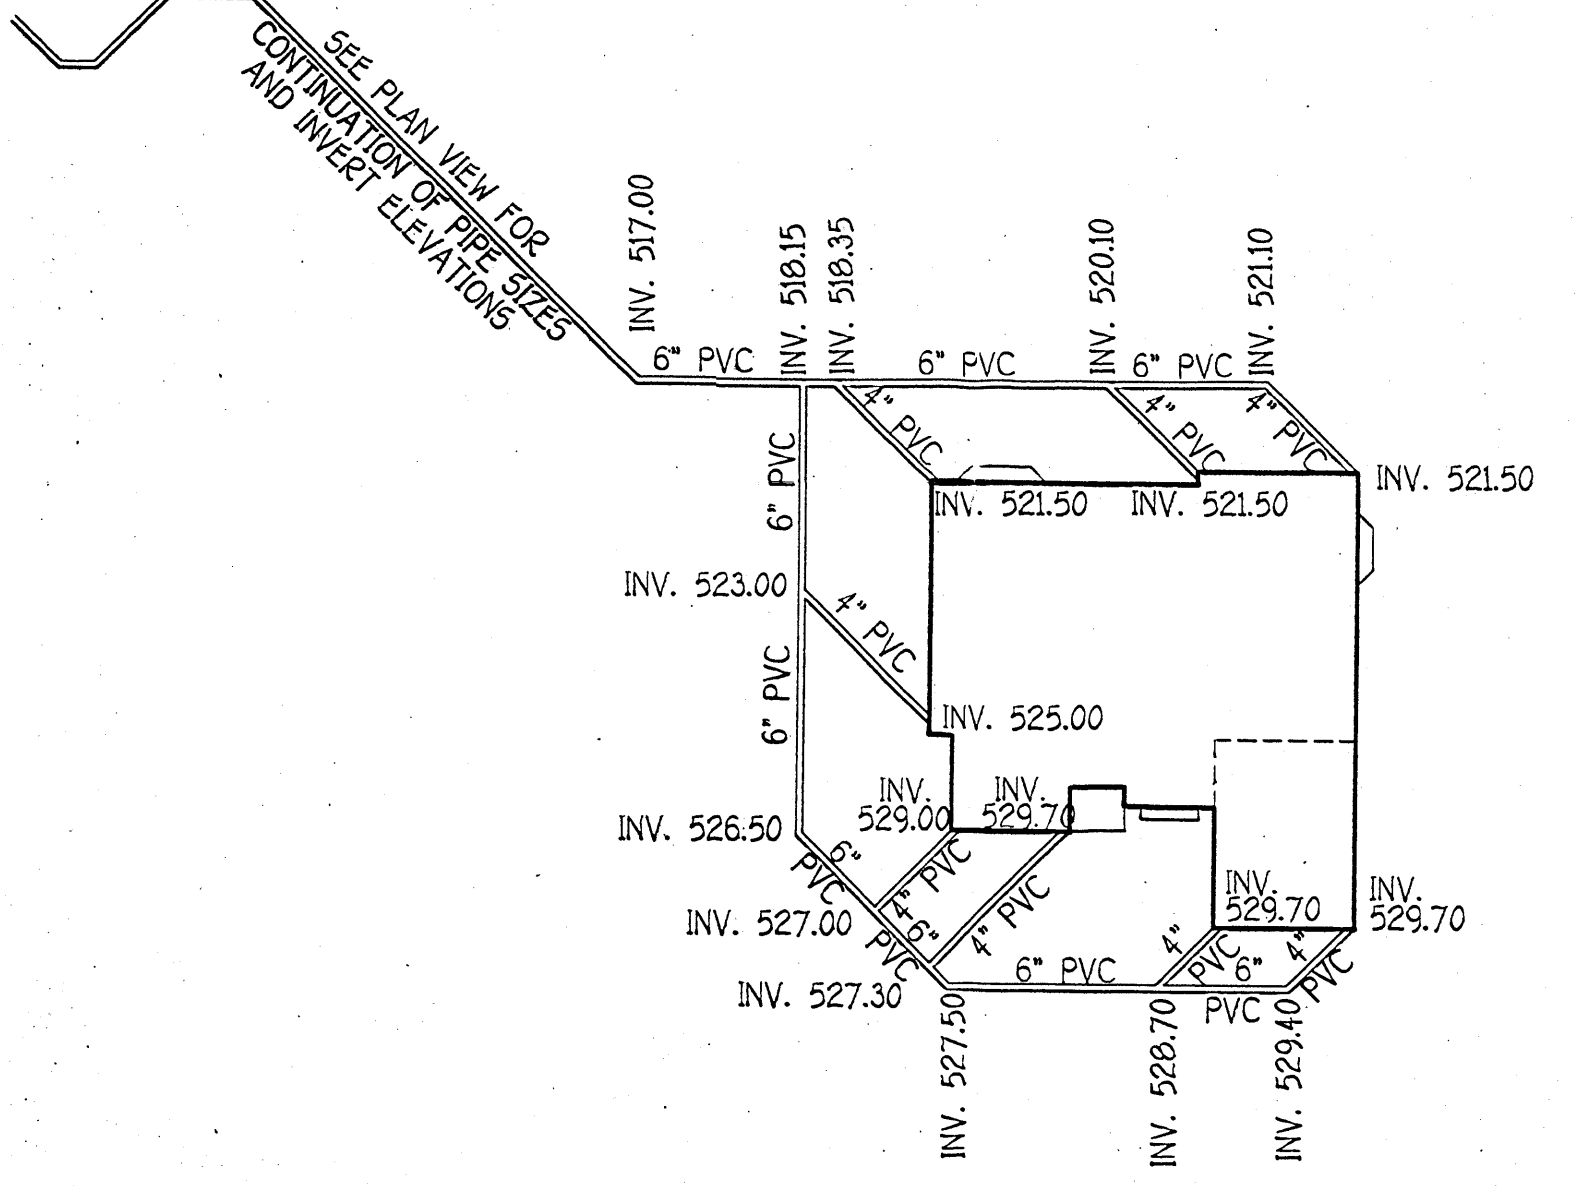 SEE PLAN VIEW FOR
CONTINUATION OF PIPE SIZES
AND INVERT ELEVATIONS
INV. 517.00
INV. 518.15
INV. 518.35
INV. 520.10
INV. 521.10
6" PVC
6" PVC
6" PVC
4" PVC
4" PVC
4" PVC
INV. 521.50
INV. 521.50
INV. 521.50
6" PVC
INV. 523.00
4" PVC
6" PVC
INV. 525.00
INV.
529.00
INV.
529.70
INV. 526.50
6"
PVC
4" PVC
INV. 527.00
6"
PVC
4" PVC
INV. 527.30
INV.
529.70
INV.
529.70
6" PVC
4"
PVC
6"
PVC
4"
PVC
INV. 527.50
INV. 528.70
INV. 529.40